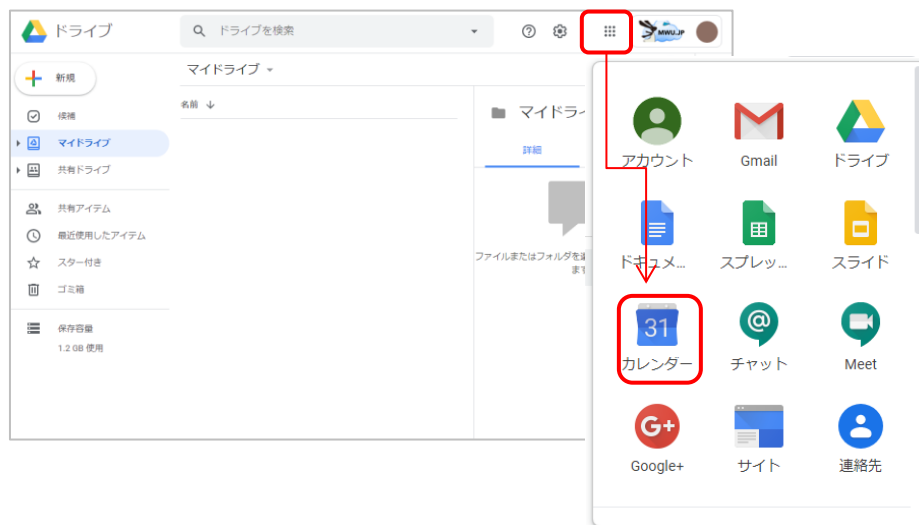 ドライブ
ドライブを検索
MWU.JP
新規
マイドライブ
名前
候補
マイドライブ
共有ドライブ
共有アイテム
最近使用したアイテム
スター付き
ゴミ箱
保存容量
1.2 GB 使用
マイドライ
詳細
ファイルまたはフォルダを選
ます
アカウント
Gmail
ドライブ
ドキュメ...
スプレッ...
スライド
31
カレンダー
チャット
Meet
G+
Google+
サイト
連絡先